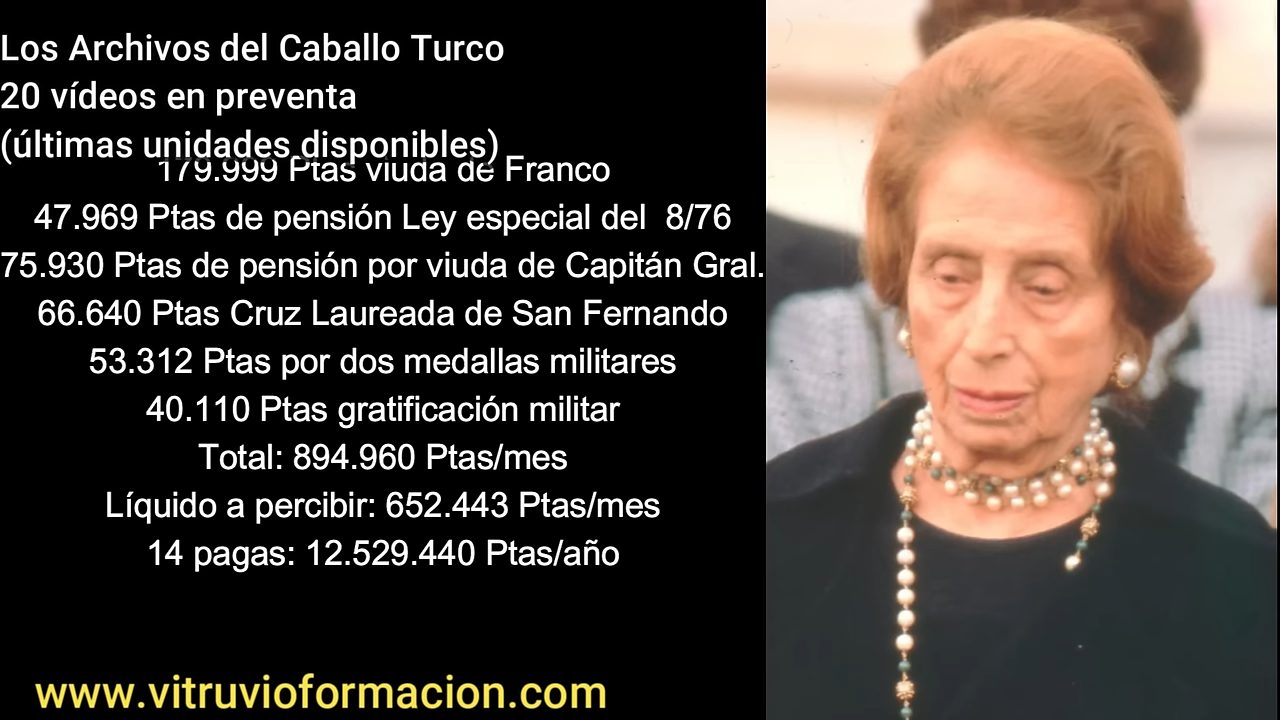 Los Archivos del Caballo Turco
20 vídeos en preventa
(últimas unidades disponibles)
179.999 Ptas viuda de Franco
47.969 Ptas de pensión Ley especial del  8/76
75.930 Ptas de pensión por viuda de Capitán Gral.
66.640 Ptas Cruz Laureada de San Fernando
53.312 Ptas por dos medallas militares
40.110 Ptas gratificación militar
Total: 894.960 Ptas/mes
Líquido a percibir: 652.443 Ptas/mes
14 pagas: 12.529.440 Ptas/año
www.vitruvioformacion.com